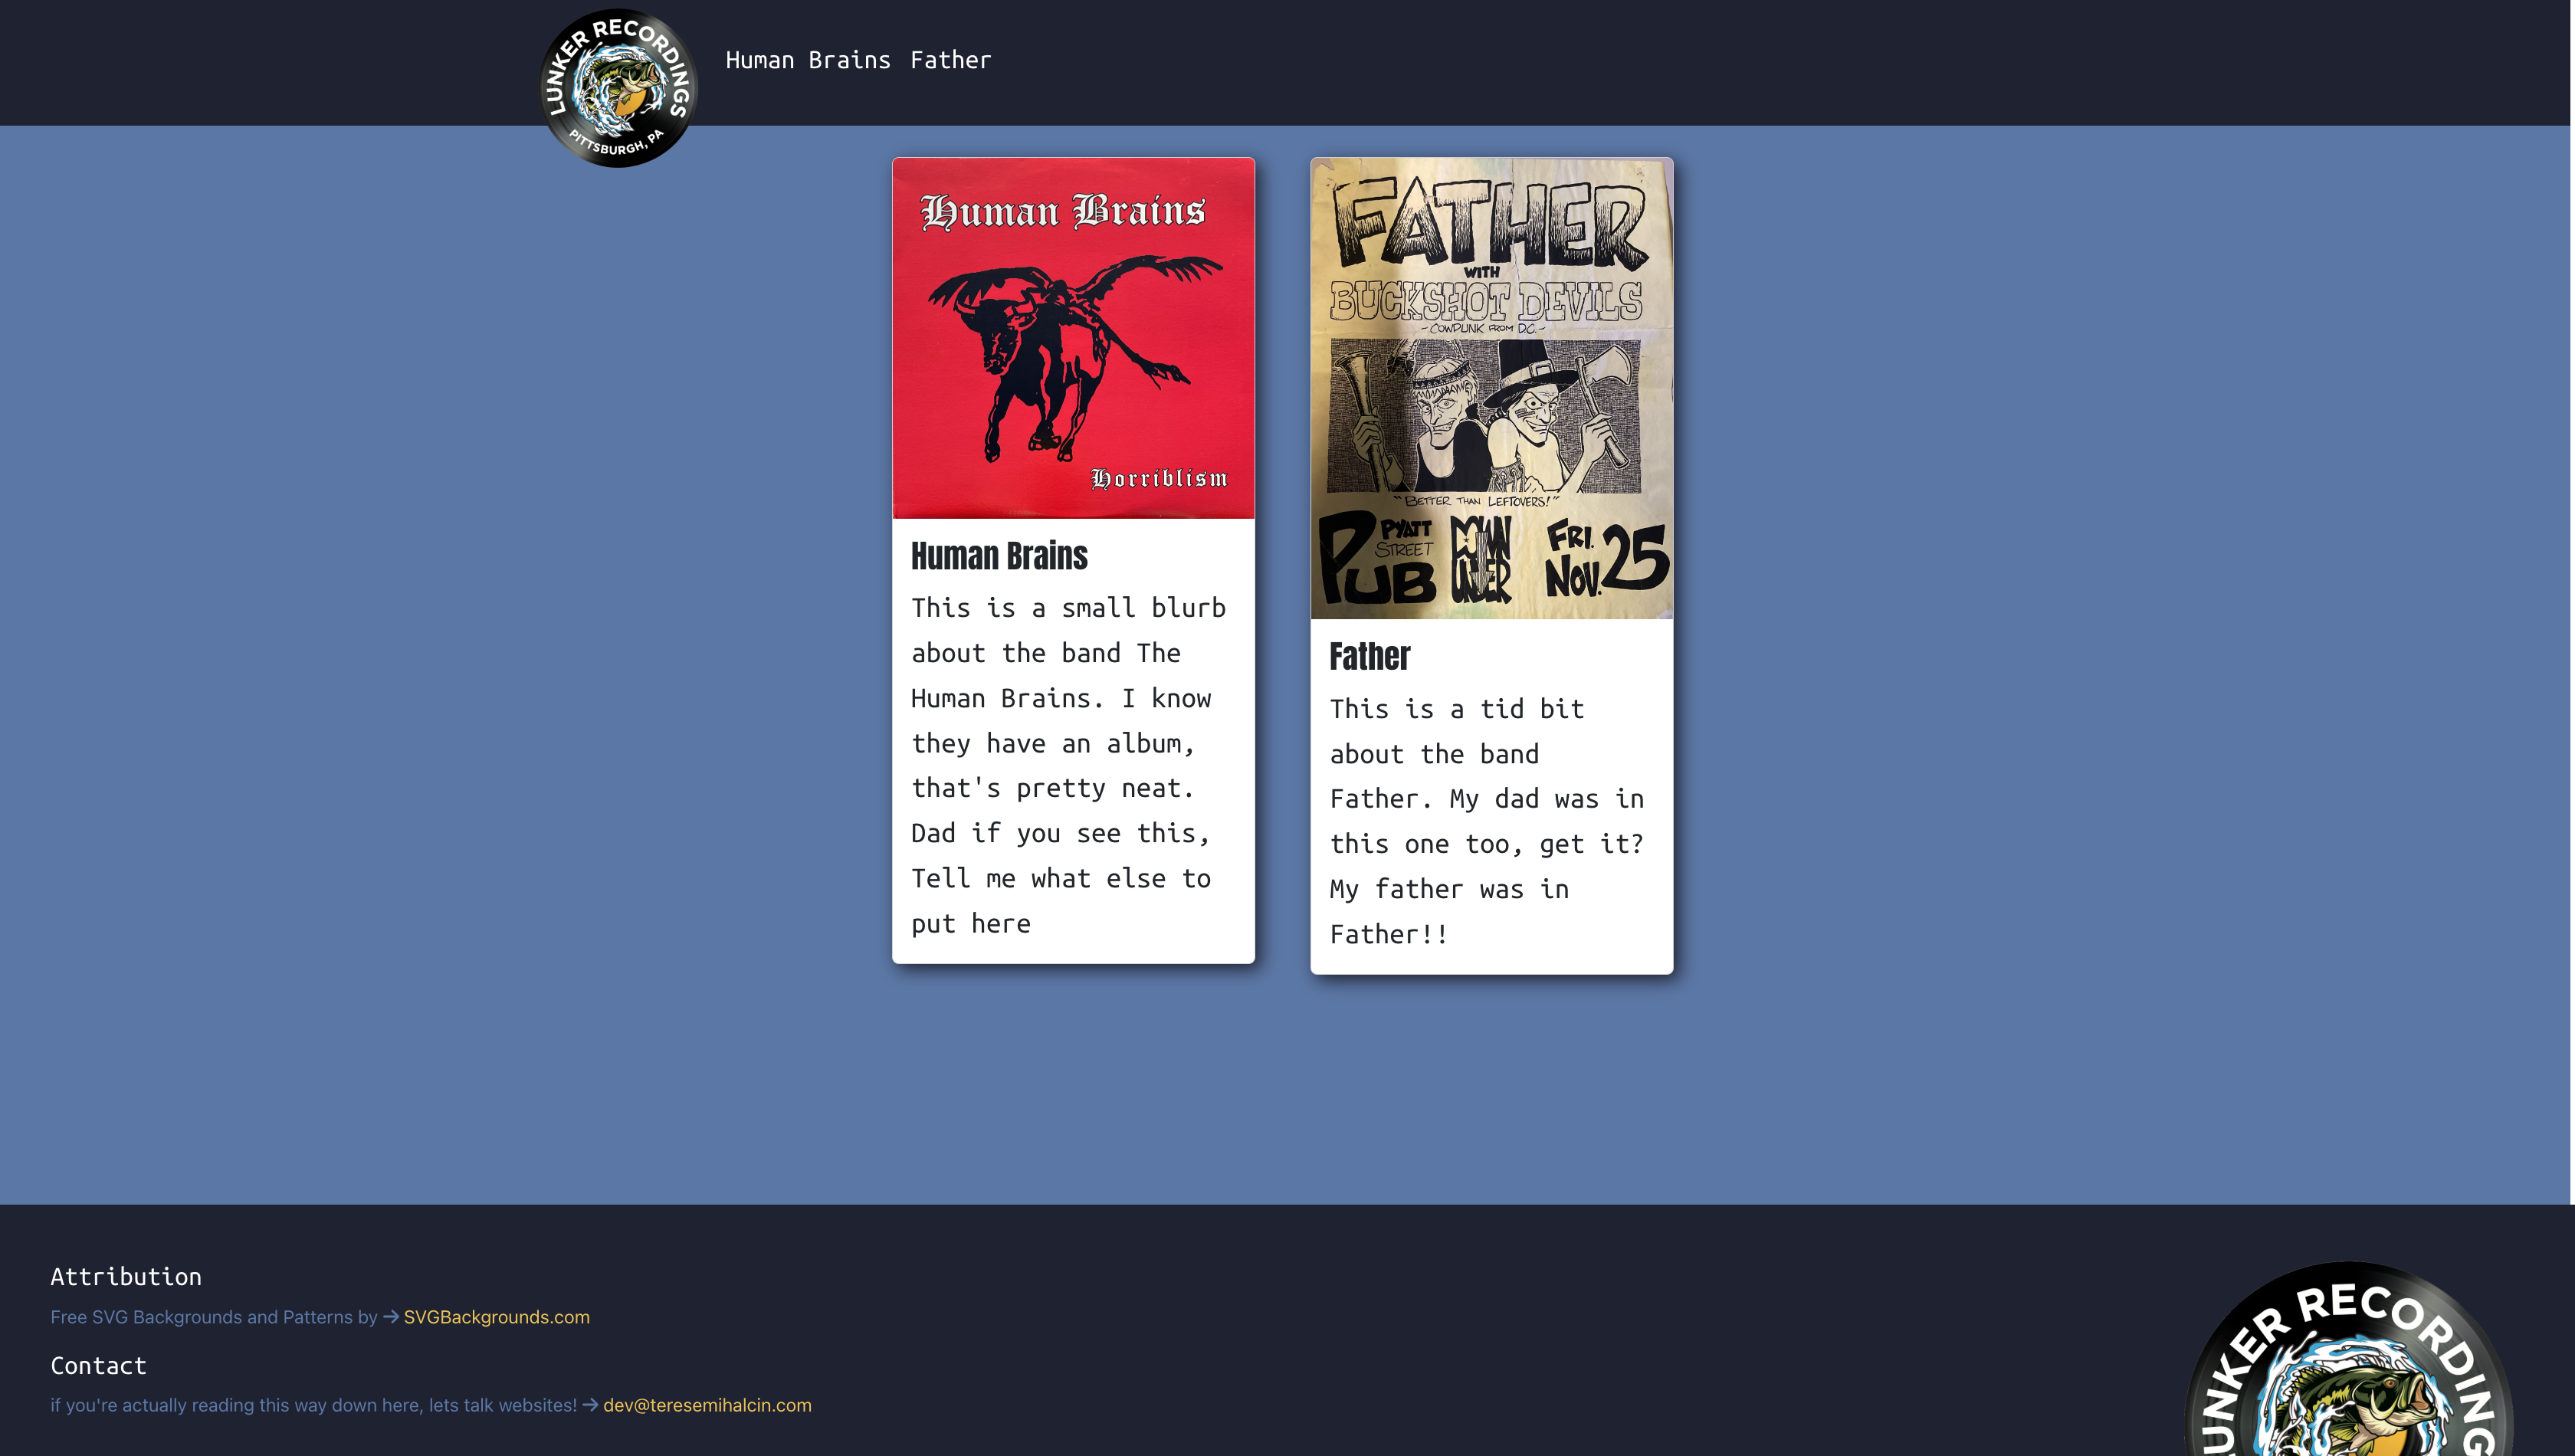 LUNKER RECORDINGS
PITTSBURGH, PA
Human Brains Father
Human Brains
Horriblism
Human Brains
This is a small blurb
about the band The
Human Brains. I know
they have an album,
that's pretty neat.
Dad if you see this,
Tell me what else to
put here
FATHER
WITH
BUCKSHOT DEVILS
-COWPUNK FROM D.C.-
"BETTER THAN LEFTOVERS!"
PYATT
STREET
PUB
DOWN
UNDER
FRI.
NOV. 25
Father
This is a tid bit
about the band
Father. My dad was in
this one too, get it?
My father was in
Father!!
Attribution
Free SVG Backgrounds and Patterns by → SVGBackgrounds.com
Contact
if you're actually reading this way down here, lets talk websites! → dev@teresemihalcin.com
UNKER RECORDING